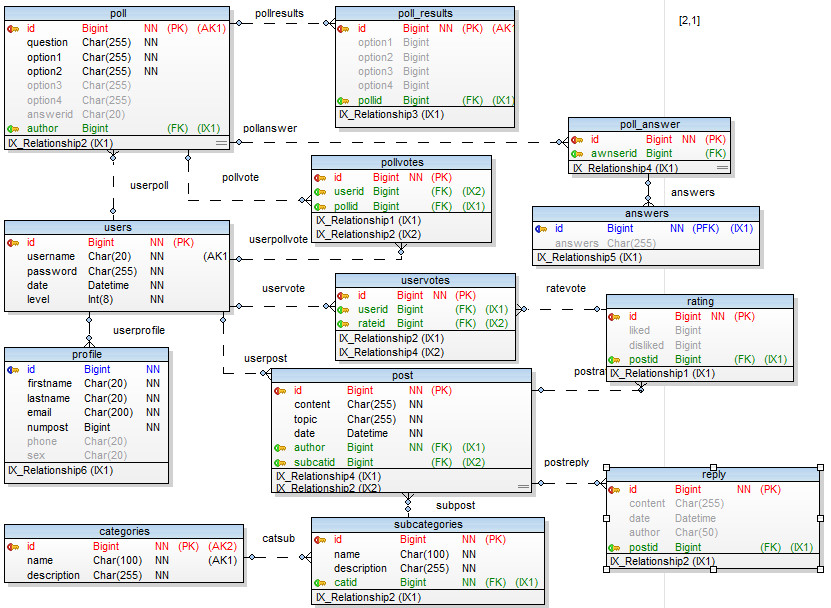 poll
id Bigint NN (PK) (AK1)
question Char(255) NN
option1 Char(255) NN
option2 Char(255) NN
option3 Char(255)
option4 Char(255)
answerid Char(20)
author Bigint (FK) (IX1)
IX_Relationship2 (IX1)
pollresults
poll_results
id Bigint NN (PK) (AK
option1 Bigint
option2 Bigint
option3 Bigint
option4 Bigint
pollid Bigint (FK) (IX1)
IX_Relationship3 (IX1)
[2,1]
pollanswer
poll_answer
id Bigint NN (PK)
awnserid Bigint (FK)
IX_Relationship4 (IX1)
userpoll
pollvote
pollvotes
id Bigint NN (PK)
userid Bigint (FK) (IX2)
pollid Bigint (FK) (IX1)
IX_Relationship1 (IX1)
IX_Relationship2 (IX2)
answers
answers
id Bigint NN (PFK) (IX1)
answers Char(255)
IX_Relationship5 (IX1)
users
id Bigint NN (PK)
username Char(20) NN (AK1
password Char(255) NN
date Datetime NN
level Int(8) NN
userpollvote
uservote
uservotes
id Bigint NN (PK)
userid Bigint (FK) (IX1)
rateid Bigint (FK) (IX2)
IX_Relationship2 (IX1)
IX_Relationship4 (IX2)
ratevote
rating
id Bigint NN (PK)
liked Bigint
disliked Bigint
postid Bigint (FK) (IX1)
IX_Relationship1 (IX1)
userprofile
profile
id Bigint NN
firstname Char(20) NN
lastname Char(20) NN
email Char(200) NN
numpost Bigint NN
phone Char(20)
sex Char(20)
IX_Relationship6 (IX1)
userpost
post
id Bigint NN (PK)
content Char(255) NN
topic Char(255) NN
date Datetime NN
author Bigint NN (FK) (IX1)
subcatid Bigint (FK) (IX2)
IX_Relationship4 (IX1)
IX_Relationship2 (IX2)
postra
postreply
reply
id Bigint NN (PK)
content Char(255)
date Datetime
author Char(50)
postid Bigint (FK) (IX1)
IX_Relationship2 (IX1)
subpost
categories
id Bigint NN (PK) (AK2)
name Char(100) NN (AK1)
description Char(255) NN
catsub
subcategories
id Bigint NN (PK)
name Char(100) NN
description Char(255) NN
catid Bigint NN (FK) (IX1)
IX_Relationship2 (IX1)